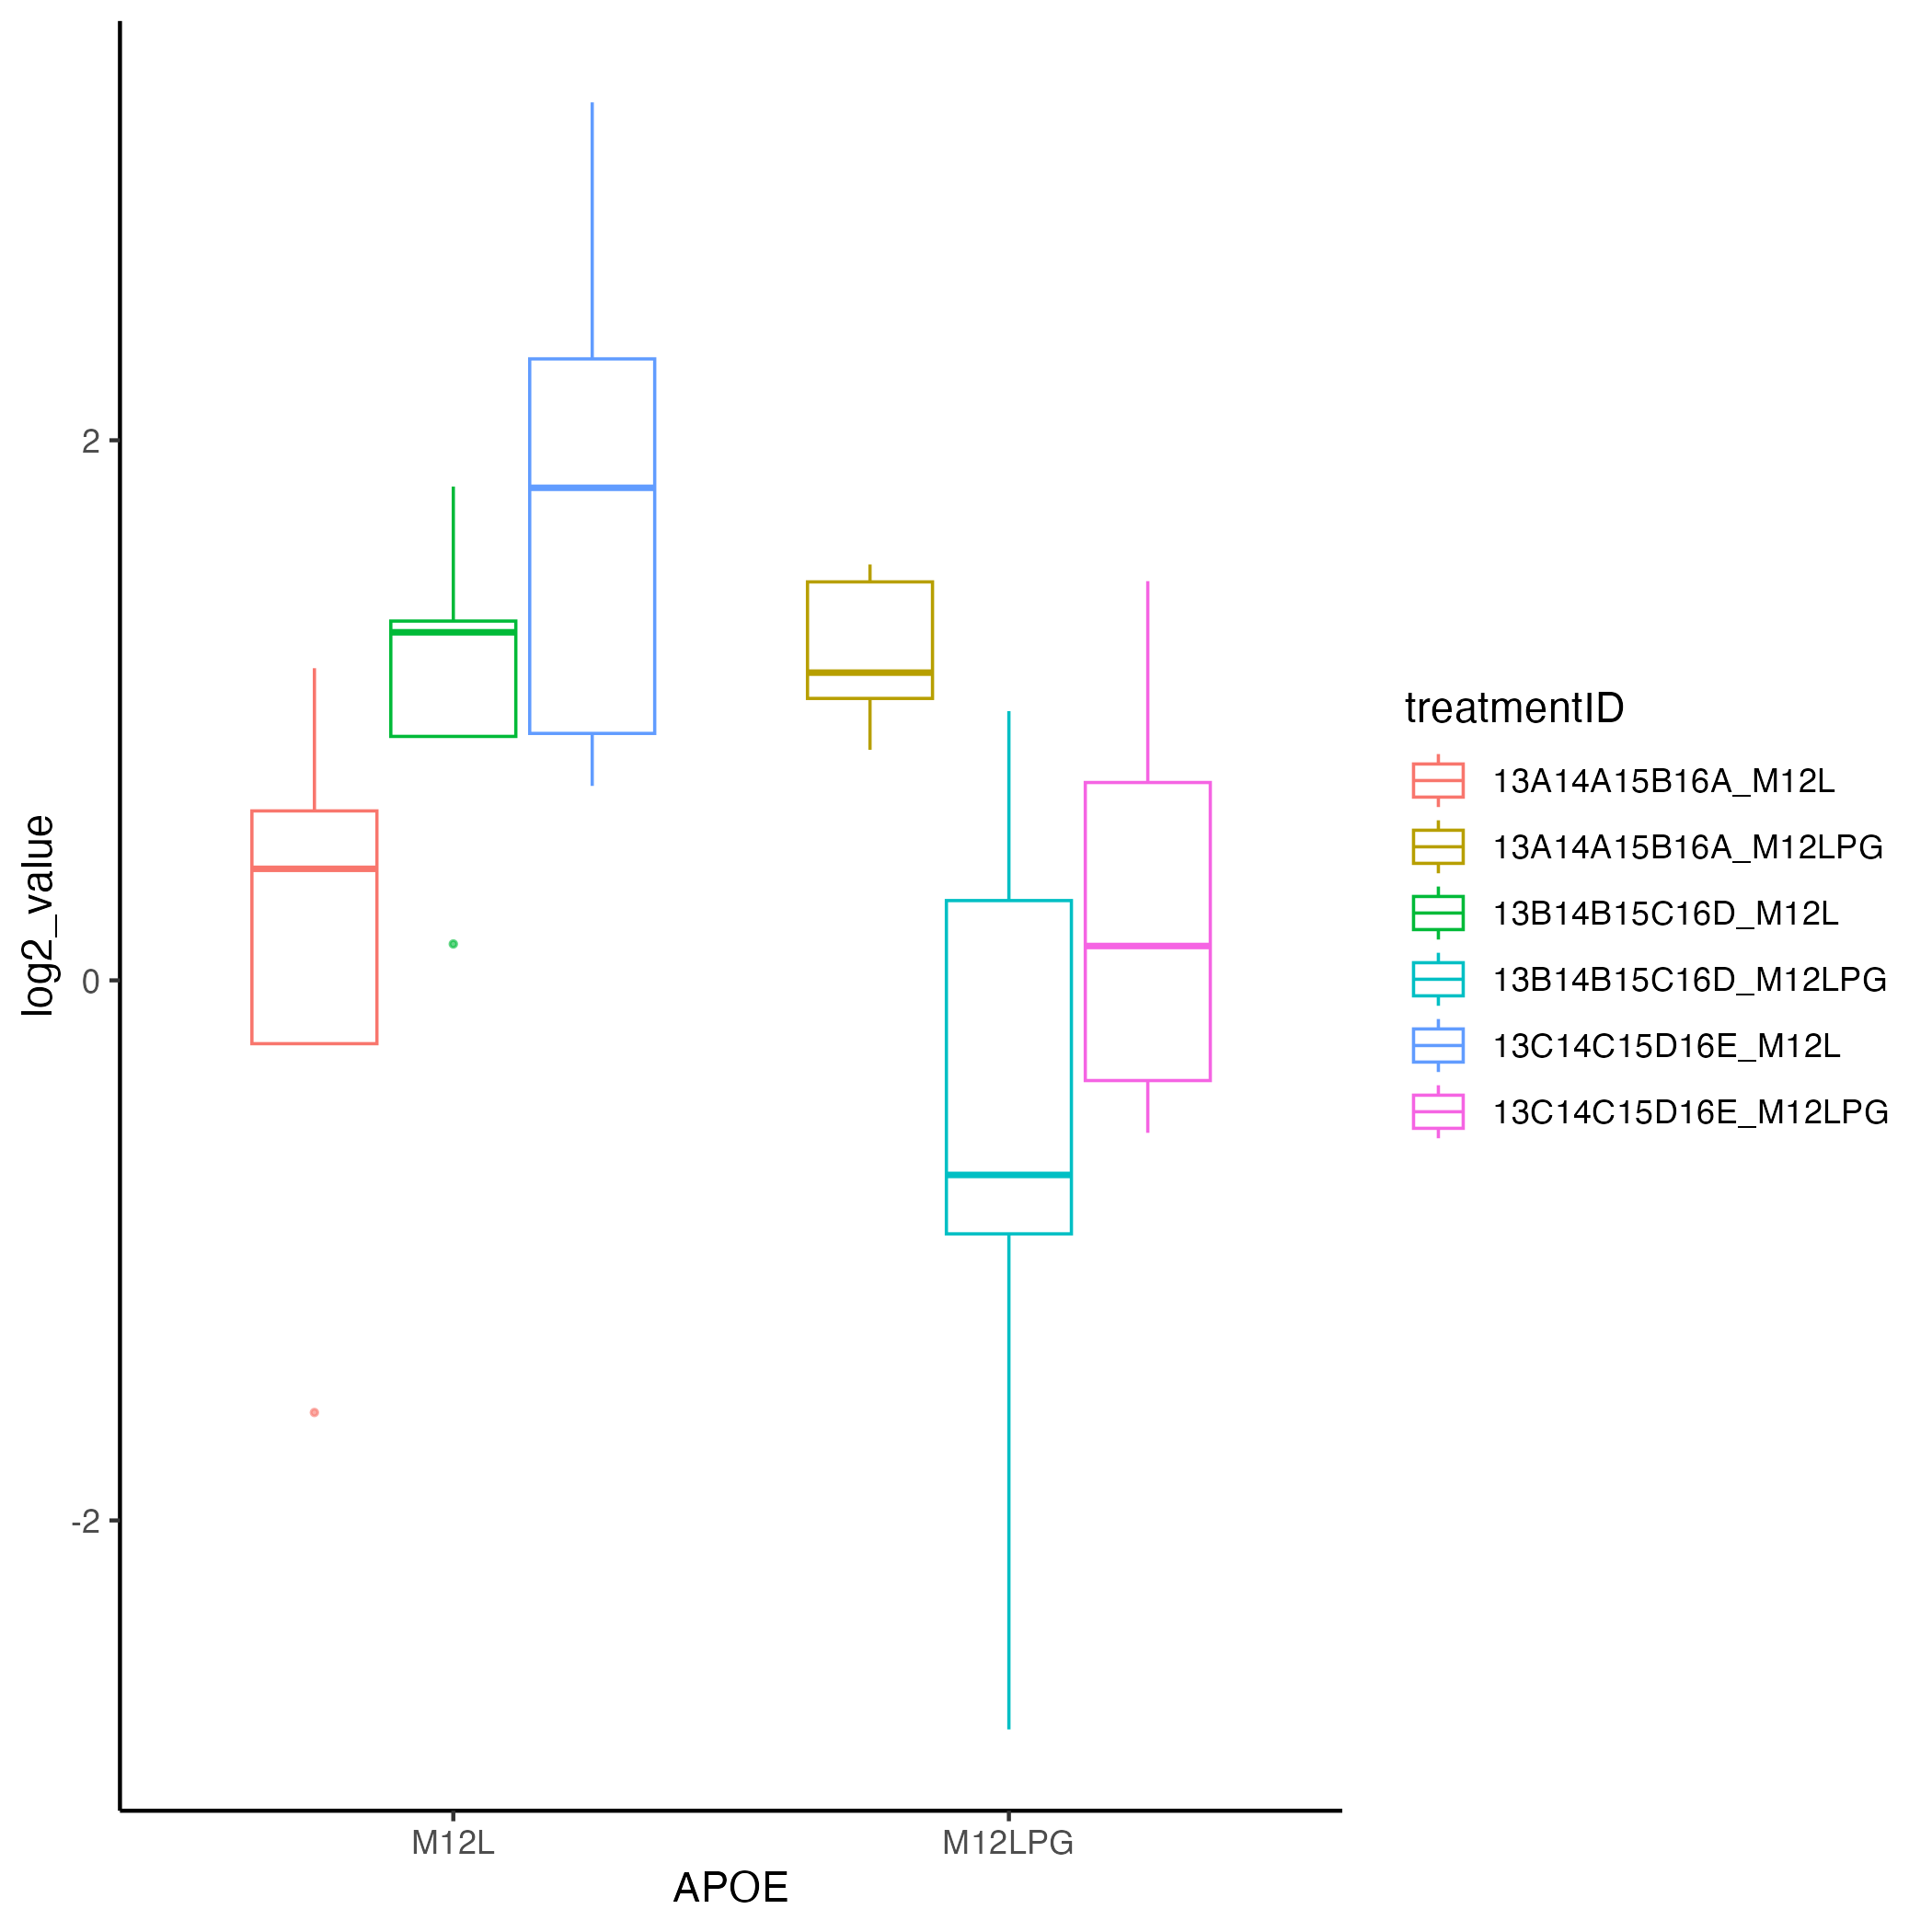 log2_value
2
0
-2
M12L
M12LPG
APOE
treatmentID
13A14A15B16A_M12L
13A14A15B16A_M12LPG
13B14B15C16D_M12L
13B14B15C16D_M12LPG
13C14C15D16E_M12L
13C14C15D16E_M12LPG